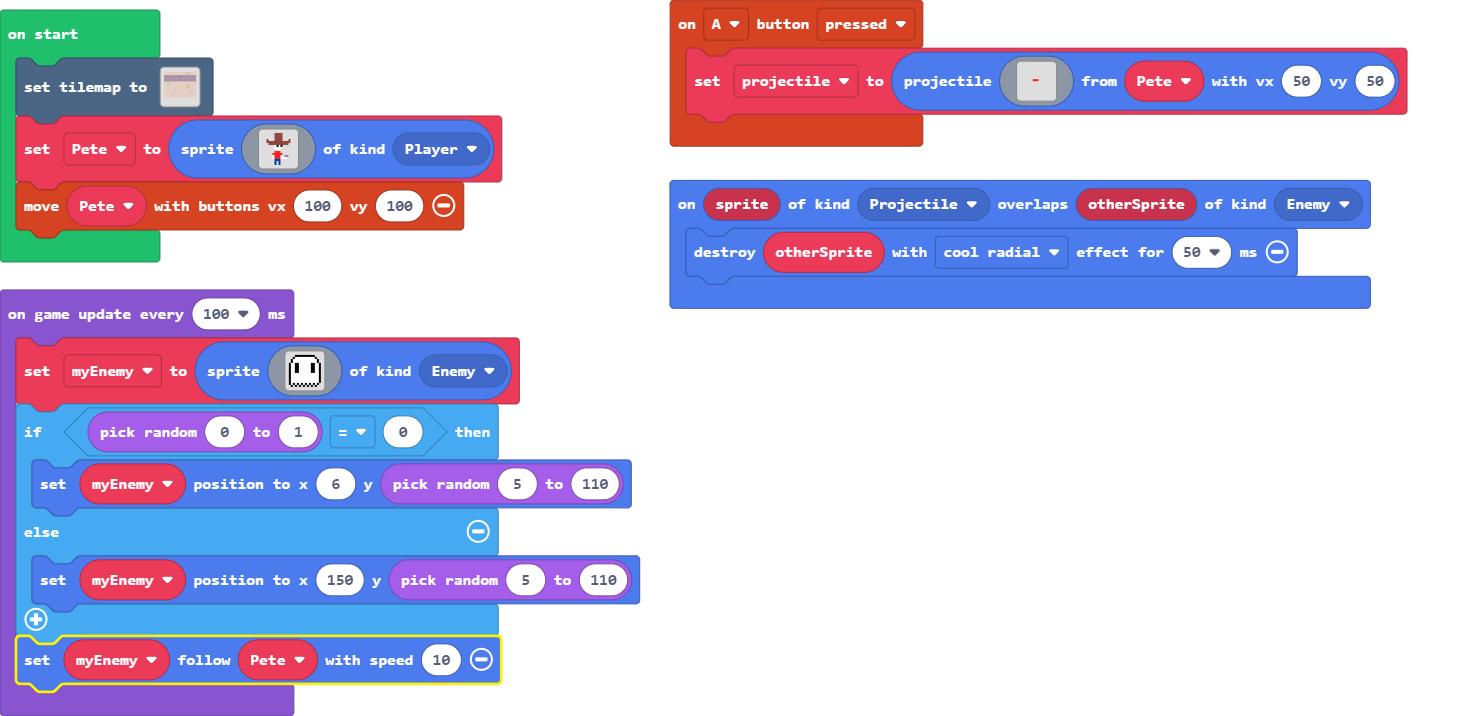 on start
set tilemap to
set Pete to sprite of kind Player
move Pete with buttons vx 100 vy 100
on game update every 100 ms
set myEnemy to sprite of kind Enemy
if pick random 0 to 1 = 0 then
set myEnemy position to x 6 y pick random 5 to 110
else
set myEnemy position to x 150 y pick random 5 to 110
set myEnemy follow Pete with speed 10
on A button pressed
set projectile to projectile from Pete with vx 50 vy 50
on sprite of kind Projectile overlaps otherSprite of kind Enemy
destroy otherSprite with cool radial effect for 50 ms